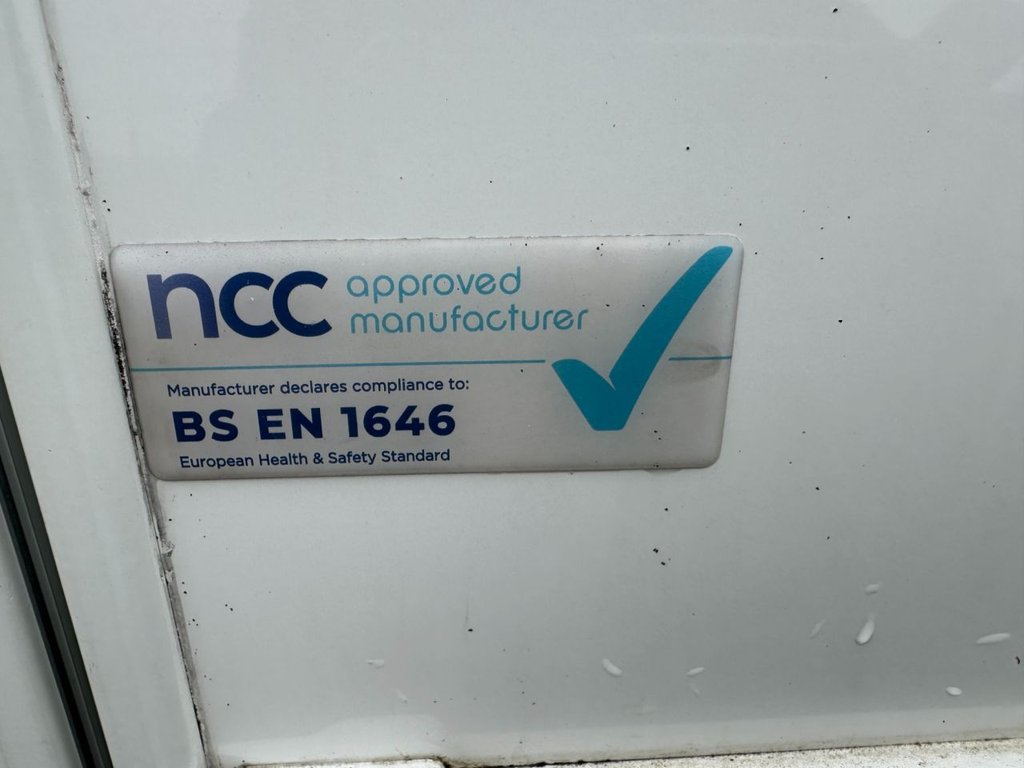 ncc approved
manufacturer
Manufacturer declares compliance to:
BS EN 1646
European Health & Safety Standard